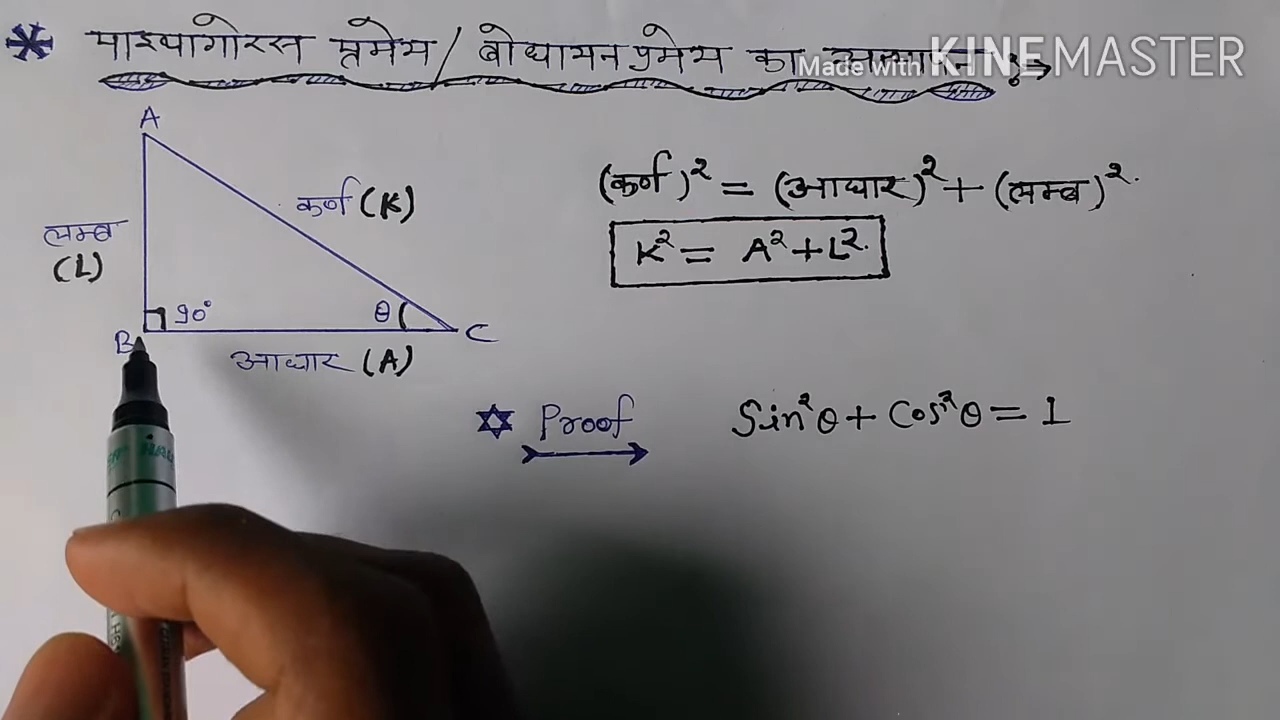 * पाइथागोरस प्रमेय / बोधायन प्रमेय का
Made with KINEMASTER
A
कर्ण (K)
लम्ब
(L)
90°
θ
B
C
आधार (A)
(कर्ण)² = (आधार)² + (लम्ब)²
K² = A² + L²
Proof
Sin²θ + Cos²θ = 1